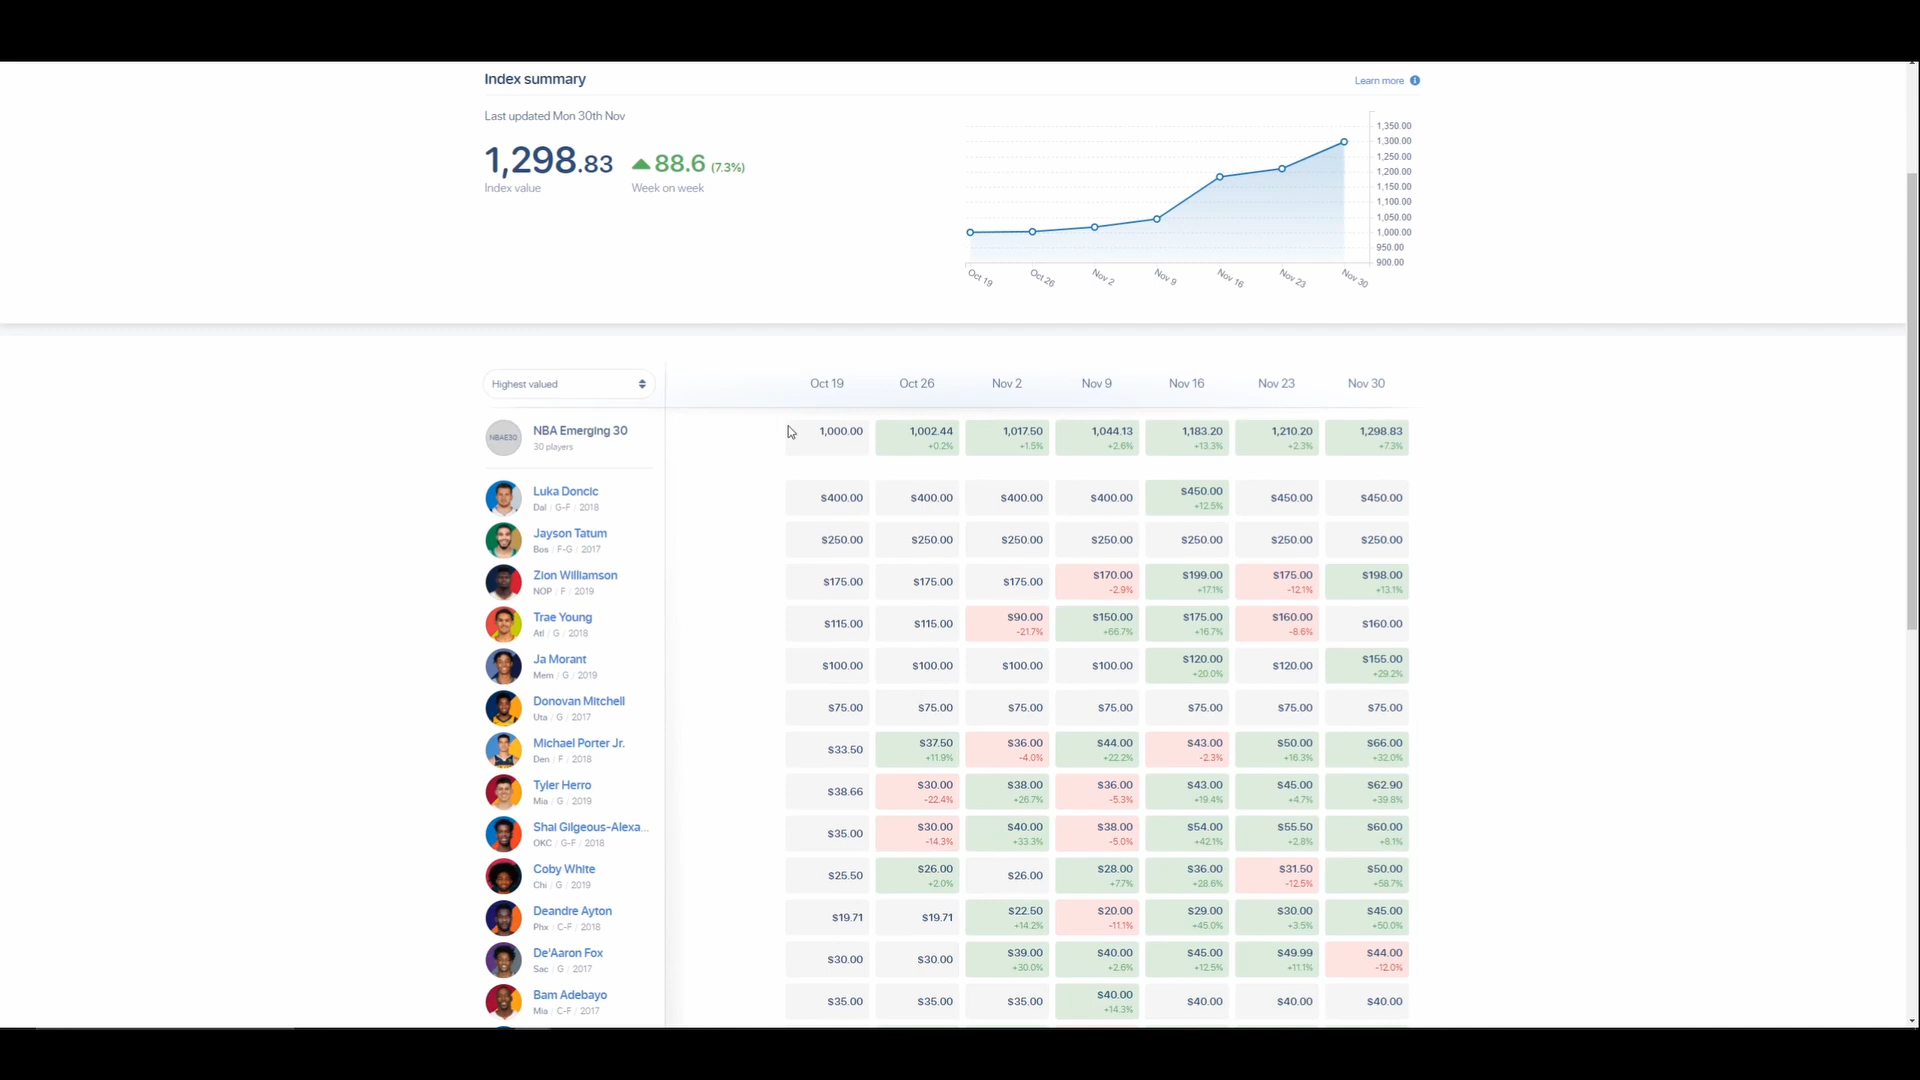 Index summary
Learn more
Last updated Mon 30th Nov
1,298.83 88.6 (7.3%)
Index value Week on week
1,350.00
1,300.00
1,250.00
1,200.00
1,150.00
1,100.00
1,050.00
1,000.00
950.00
900.00
Oct 19 Oct 26 Nov 2 Nov 9 Nov 16 Nov 23 Nov 30
Highest valued Oct 19 Oct 26 Nov 2 Nov 9 Nov 16 Nov 23 Nov 30
NBAE30 NBA Emerging 30 1,000.00 1,002.44 1,017.50 1,044.13 1,183.20 1,210.20 1,298.83
30 players +0.2% +1.5% +2.6% +13.3% +2.3% +7.3%
Luka Doncic $400.00 $400.00 $400.00 $400.00 $450.00 $450.00 $450.00
Dal / G-F / 2018 +12.5%
Jayson Tatum $250.00 $250.00 $250.00 $250.00 $250.00 $250.00 $250.00
Bos / F-G / 2017
Zion Williamson $175.00 $175.00 $175.00 $170.00 $199.00 $175.00 $198.00
NOP / F / 2019 -2.9% +17.1% -12.1% +13.1%
Trae Young $115.00 $115.00 $90.00 $150.00 $175.00 $160.00 $160.00
Atl / G / 2018 -21.7% +66.7% +16.7% -8.6%
Ja Morant $100.00 $100.00 $100.00 $100.00 $120.00 $120.00 $155.00
Mem / G / 2019 +20.0% +29.2%
Donovan Mitchell $75.00 $75.00 $75.00 $75.00 $75.00 $75.00 $75.00
Uta / G / 2017
Michael Porter Jr. $33.50 $37.50 $36.00 $44.00 $43.00 $50.00 $66.00
Den / F / 2018 +11.9% -4.0% +22.2% -2.3% +16.3% +32.0%
Tyler Herro $38.66 $30.00 $38.00 $36.00 $43.00 $45.00 $62.90
Mia / G / 2019 -22.4% +26.7% -5.3% +19.4% +4.7% +39.8%
Shai Gilgeous-Alexa... $35.00 $30.00 $40.00 $38.00 $54.00 $55.50 $60.00
OKC / G-F / 2018 -14.3% +33.3% -5.0% +42.1% +2.8% +8.1%
Coby White $25.50 $26.00 $26.00 $28.00 $36.00 $31.50 $50.00
Chi / G / 2019 +2.0% +7.7% +28.6% -12.5% +58.7%
Deandre Ayton $19.71 $19.71 $22.50 $20.00 $29.00 $30.00 $45.00
Phx / C-F / 2018 +14.2% -11.1% +45.0% +3.5% +50.0%
De'Aaron Fox $30.00 $30.00 $39.00 $40.00 $45.00 $49.99 $44.00
Sac / G / 2017 +30.0% +2.6% +12.5% +11.1% -12.0%
Bam Adebayo $35.00 $35.00 $35.00 $40.00 $40.00 $40.00 $40.00
Mia / C-F / 2017 +14.3%